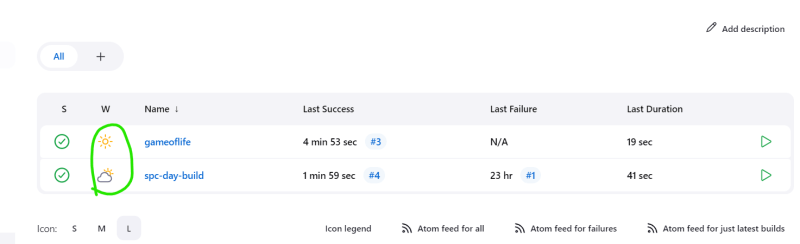 Add description
All +
S W Name ↓ Last Success Last Failure Last Duration
gameoflife 4 min 53 sec #3 N/A 19 sec
spc-day-build 1 min 59 sec #4 23 hr #1 41 sec
Icon: S M L Icon legend Atom feed for all Atom feed for failures Atom feed for just latest builds